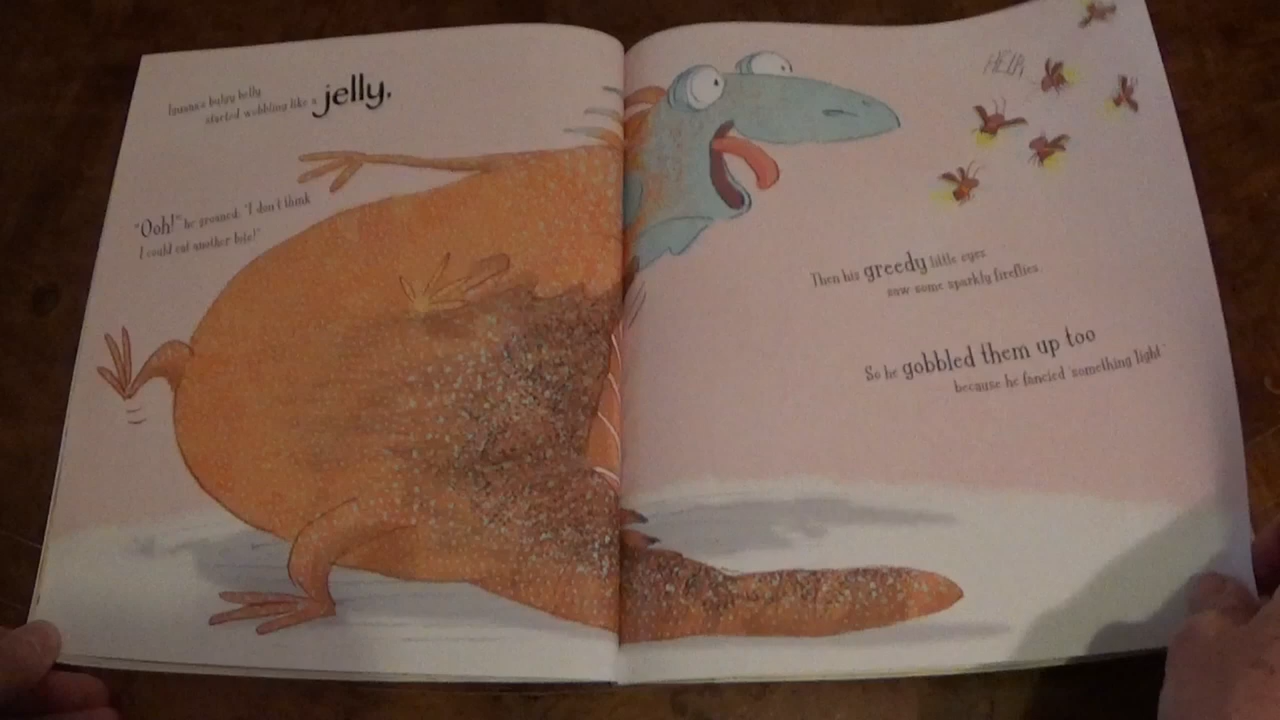 Iguana's bulgy belly
started wobbling like a jelly.
"Ooh!" he groaned. "I don't think
I could eat another bite!"
HELP!
Then his greedy little eyes
saw some sparkly fireflies.
So he gobbled them up too
because he fancied 'something light'